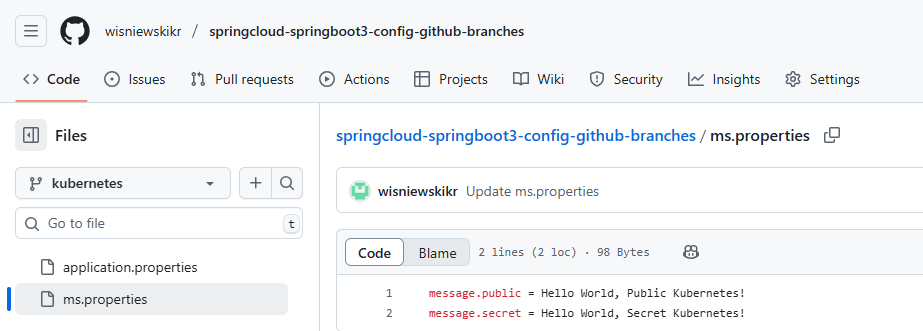 wisniewskikr / springcloud-springboot3-config-github-branches
Code Issues Pull requests Actions Projects Wiki Security Insights Settings
Files
kubernetes
Go to file t
application.properties
ms.properties
springcloud-springboot3-config-github-branches / ms.properties
wisniewskikr Update ms.properties
Code Blame 2 lines (2 loc) · 98 Bytes
1 message.public = Hello World, Public Kubernetes!
2 message.secret = Hello World, Secret Kubernetes!